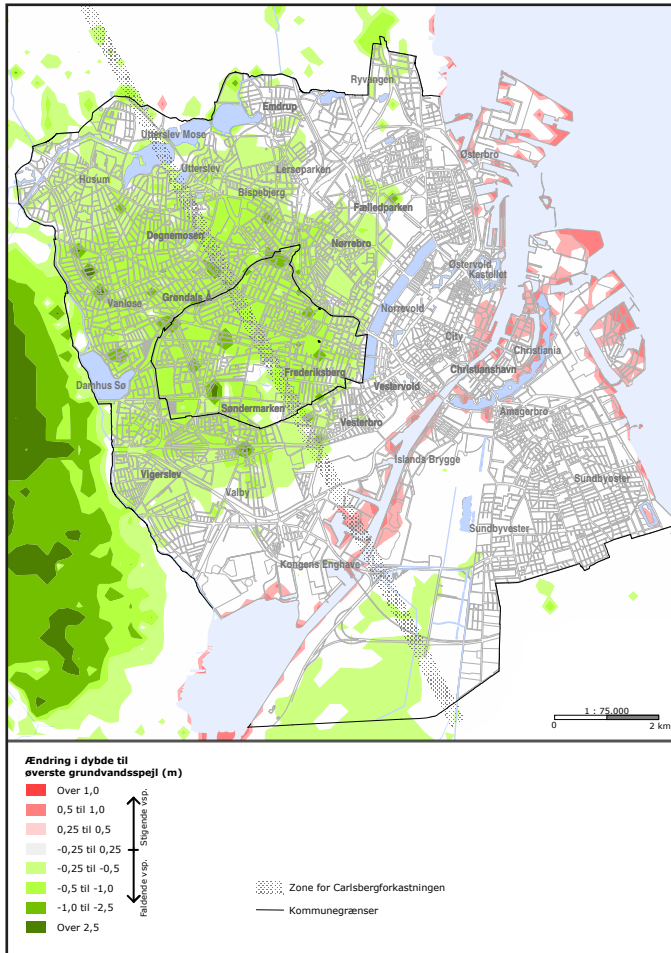 Ryvangen
Emdrup
Utterslev Mose
Østerbro
Utterslev
Lersøparken
Husum
Bispebjerg
Fælledparken
Degnemosen
Nørrebro
Østervold
Kastellet
Vanløse
Grøndals Å
Nørrevold
City
Christiania
Damhus Sø
Frederiksberg
Christianshavn
Vestervold
Søndermarken
Amagerbro
Vesterbro
Islands Brygge
Vigerslev
Sundbyøster
Valby
Sundbyvester
Kongens Enghave
1 : 75.000
0 2 km
Ændring i dybde til
øverste grundvandsspejl (m)
Over 1,0
0,5 til 1,0
0,25 til 0,5
-0,25 til 0,25
-0,25 til -0,5
-0,5 til -1,0
-1,0 til -2,5
Over 2,5
Stigende vsp.
Faldende vsp.
Zone for Carlsbergforkastningen
Kommunegrænser